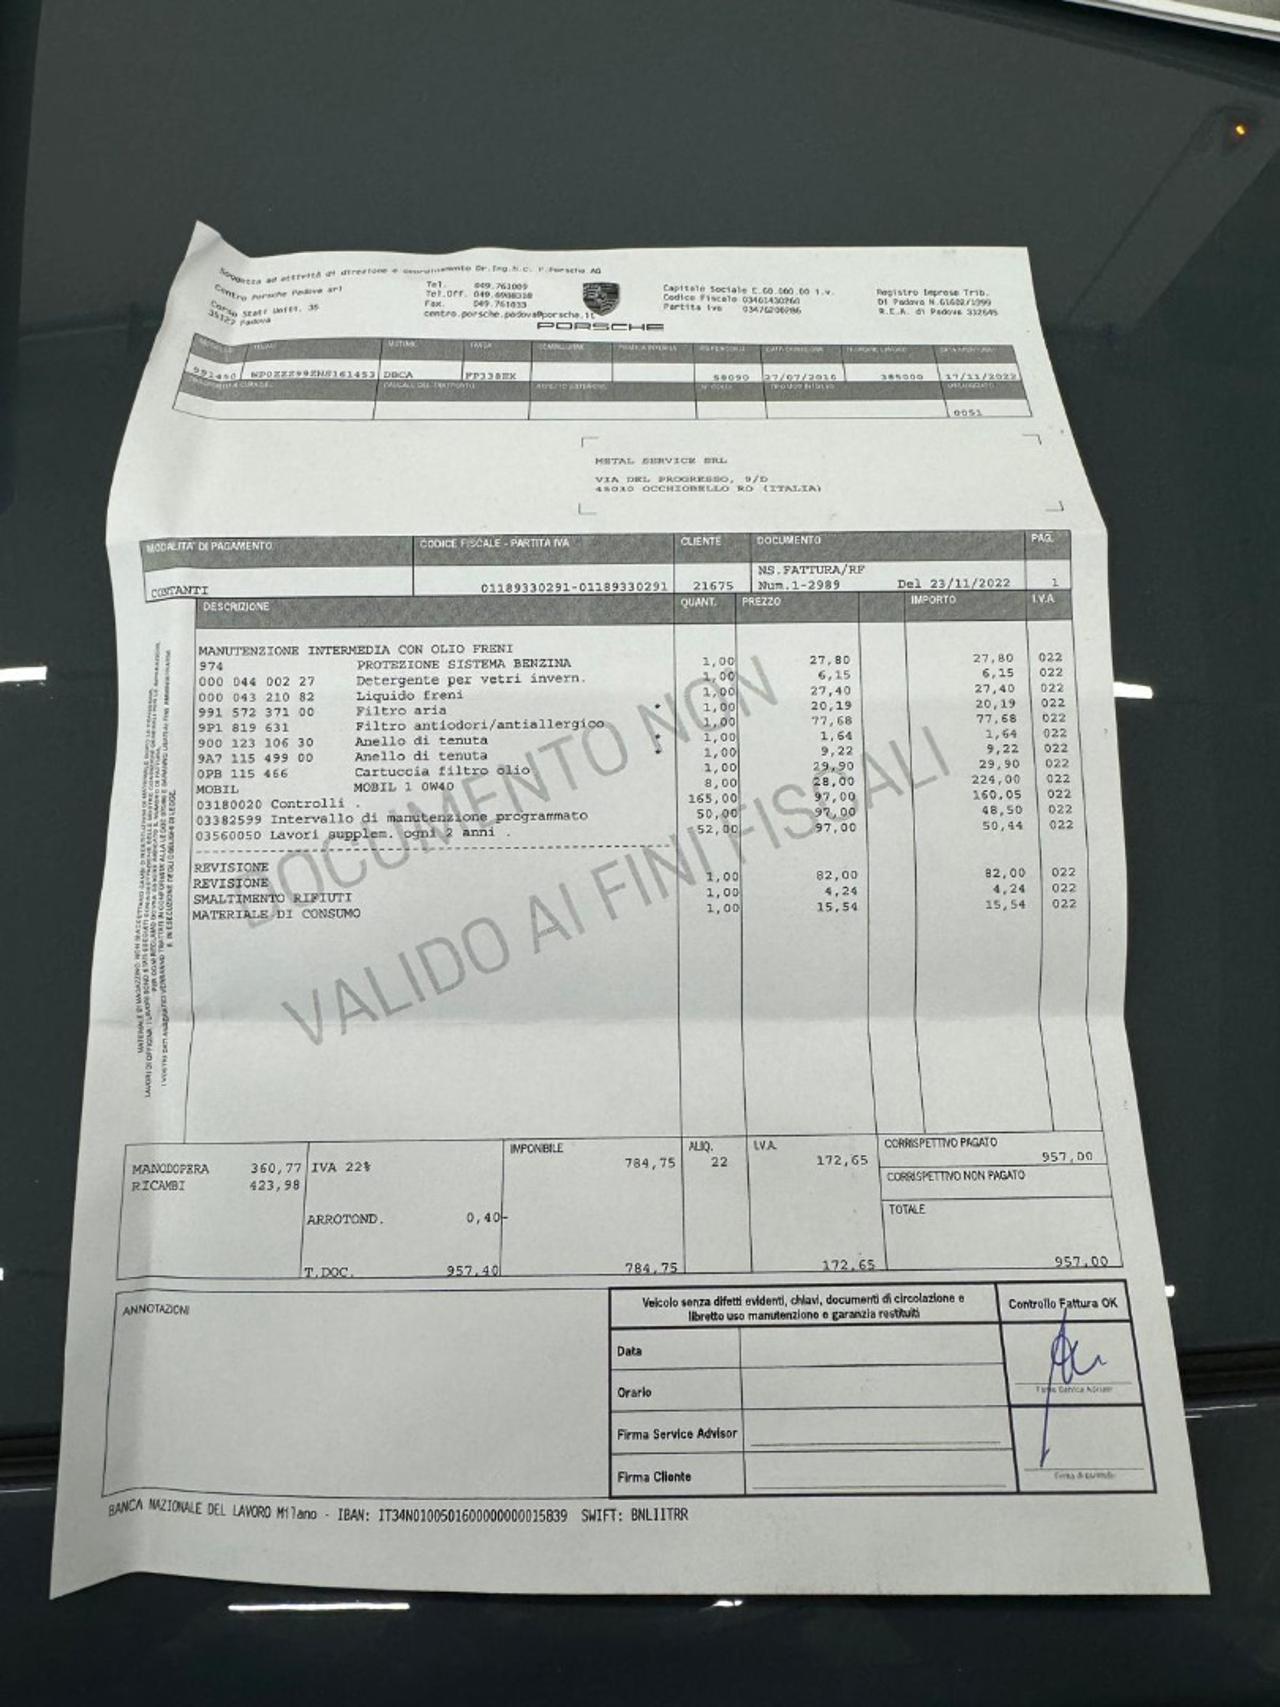 Soggetta ad attività di direzione e coordinamento Dr.Ing.h.c. F.Porsche AG
Centro Porsche Padova srl
Corso Stati Uniti, 35
35127 Padova
Tel. 049.761009
Tel.Off. 049.6988338
Fax. 049.761033
centro.porsche.padova@porsche.it
PORSCHE
Capitale Sociale E.60.000.00 i.v.
Codice Fiscale 03461430260
Partita Iva 03476200286
Registro Imprese Trib.
Di Padova N.61602/1999
R.E.A. di Padova 312645
MODELLO TELAIO MOTORE TARGA
991450 WP0ZZZ99ZHS161453 DBCA FF338EX 58090 27/07/2016 385000 17/11/2022
CAUSALE DEL TRASPORTO
0051
METAL SERVICE SRL
VIA DEL PROGRESSO, 9/D
45030 OCCHIOBELLO RO (ITALIA)
MODALITA' DI PAGAMENTO CODICE FISCALE - PARTITA IVA CLIENTE DOCUMENTO PAG.
NS.FATTURA/RF
CONTANTI 01189330291-01189330291 21675 Num.1-2989 Del 23/11/2022 1
DESCRIZIONE QUANT. PREZZO IMPORTO I.V.A.
MANUTENZIONE INTERMEDIA CON OLIO FRENI
974 PROTEZIONE SISTEMA BENZINA 1,00 27,80 27,80 022
000 044 002 27 Detergente per vetri invern. 1,00 6,15 6,15 022
000 043 210 82 Liquido freni 1,00 27,40 27,40 022
991 572 371 00 Filtro aria * 1,00 20,19 20,19 022
9P1 819 631 Filtro antiodori/antiallergico 1,00 77,68 77,68 022
900 123 106 30 Anello di tenuta * 1,00 1,64 1,64 022
9A7 115 499 00 Anello di tenuta * 1,00 9,22 9,22 022
0PB 115 466 Cartuccia filtro olio 1,00 29,90 29,90 022
MOBIL MOBIL 1 0W40 8,00 28,00 224,00 022
03180020 Controlli . 165,00 97,00 160,05 022
03382599 Intervallo di manutenzione programmato 50,00 97,00 48,50 022
03560050 Lavori supplem. ogni 2 anni . 52,00 97,00 50,44 022
REVISIONE
REVISIONE 1,00 82,00 82,00 022
SMALTIMENTO RIFIUTI 1,00 4,24 4,24 022
MATERIALE DI CONSUMO 1,00 15,54 15,54 022
DOCUMENTO NON
VALIDO AI FINI FISCALI
IMPONIBILE ALIQ. I.V.A. CORRISPETTIVO PAGATO
MANODOPERA 360,77 IVA 22% 784,75 22 172,65 957,00
RICAMBI 423,98
CORRISPETTIVO NON PAGATO
ARROTOND. 0,40-
TOTALE
T.DOC. 957,40 784,75 172,65 957,00
ANNOTAZIONI
Veicolo senza difetti evidenti, chiavi, documenti di circolazione e
libretto uso manutenzione e garanzia restituiti
Controllo Fattura OK
Data
Orario
Firma Service Advisor
Firma Cliente
Firma Service Advisor
BANCA NAZIONALE DEL LAVORO Milano - IBAN: IT34N0100501600000000015839 SWIFT: BNLIITRR